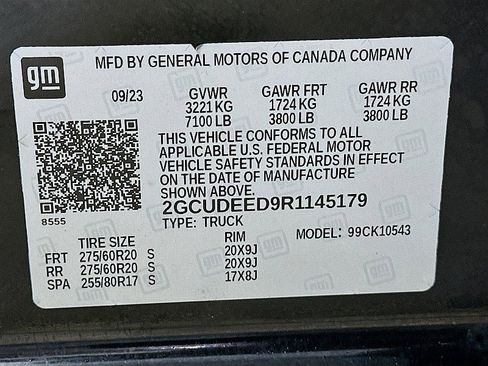 gm MFD BY GENERAL MOTORS OF CANADA COMPANY
09/23 GVWR GAWR FRT GAWR RR
3221 KG 1724 KG 1724 KG
7100 LB 3800 LB 3800 LB
THIS VEHICLE CONFORMS TO ALL
APPLICABLE U.S. FEDERAL MOTOR
VEHICLE SAFETY STANDARDS IN EFFECT
ON THE DATE OF MANUFACTURE
SHOWN ABOVE.
8555 2GCUDEED9R1145179
TYPE: TRUCK MODEL: 99CK10543
TIRE SIZE RIM
FRT 275/60R20 S 20X9J
RR 275/60R20 S 20X9J
SPA 255/80R17 S 17X8J